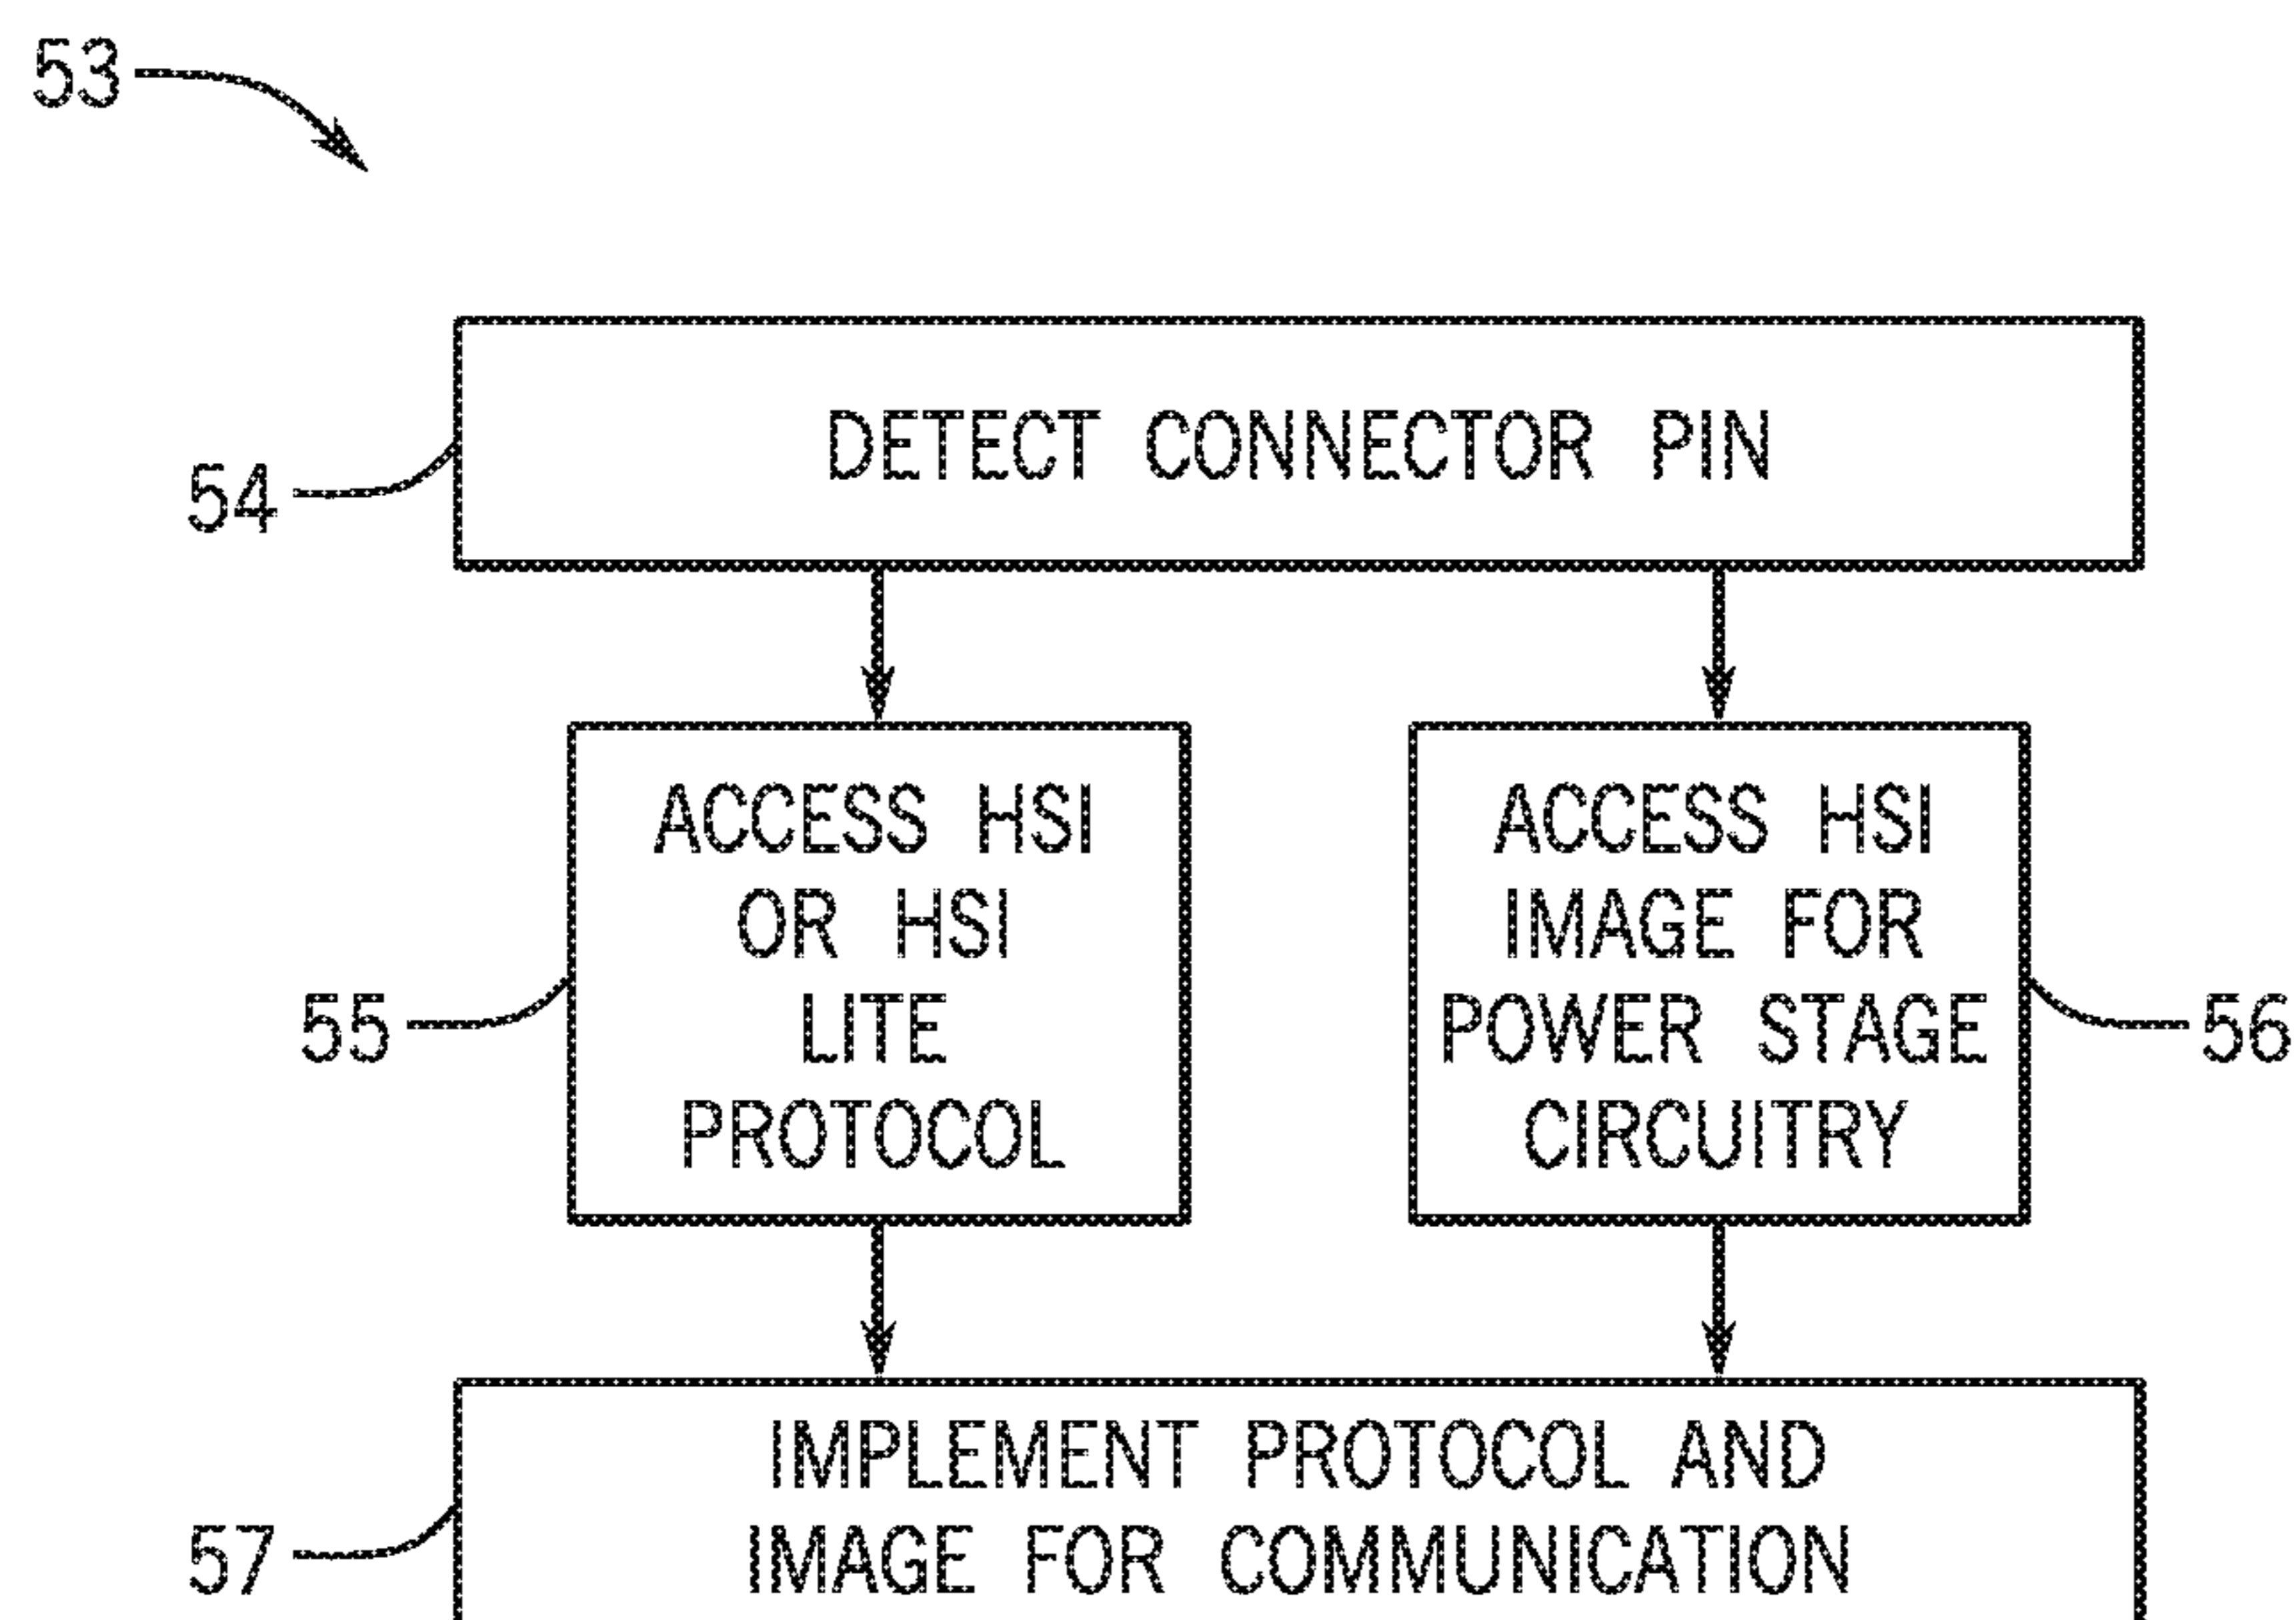 53
DETECT CONNECTOR PIN
54
ACCESS HSI
OR HSI
LITE
PROTOCOL
55
ACCESS HSI
IMAGE FOR
POWER STAGE
CIRCUITRY
56
IMPLEMENT PROTOCOL AND
IMAGE FOR COMMUNICATION
57